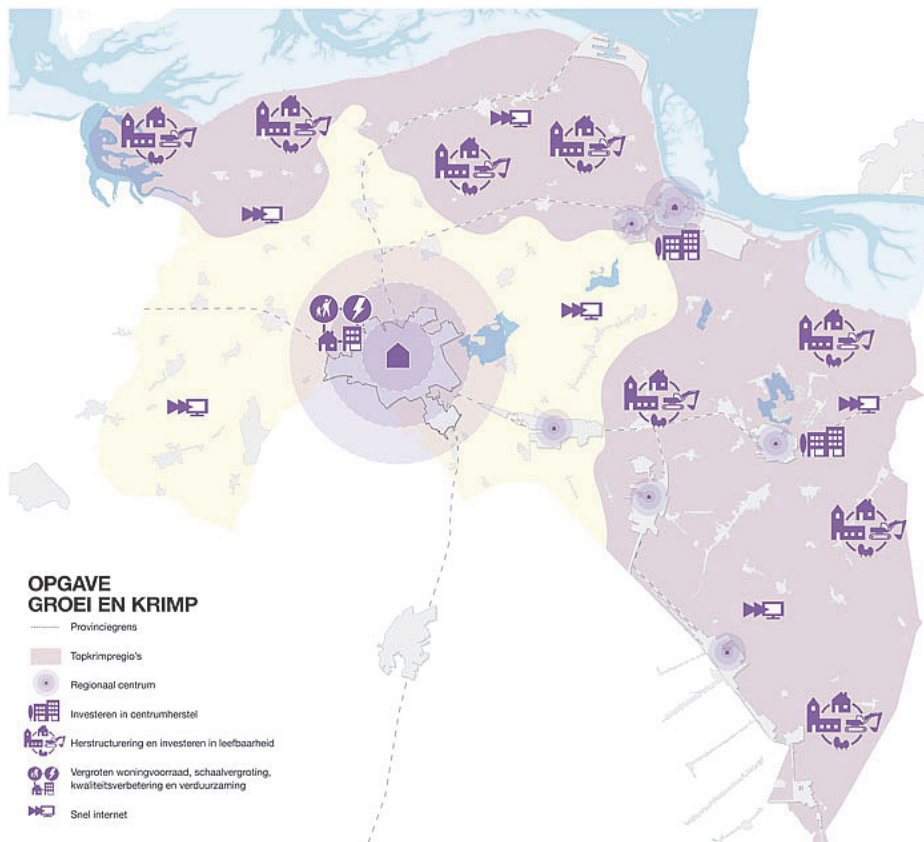 OPGAVE
GROEI EN KRIMP
Provinciegrens
Topkrimpregio's
Regionaal centrum
Investeren in centrumherstel
Herstructurering en investeren in leefbaarheid
Vergroten woningvoorraad, schaalvergroting,
kwaliteitsverbetering en verduurzaming
Snel internet